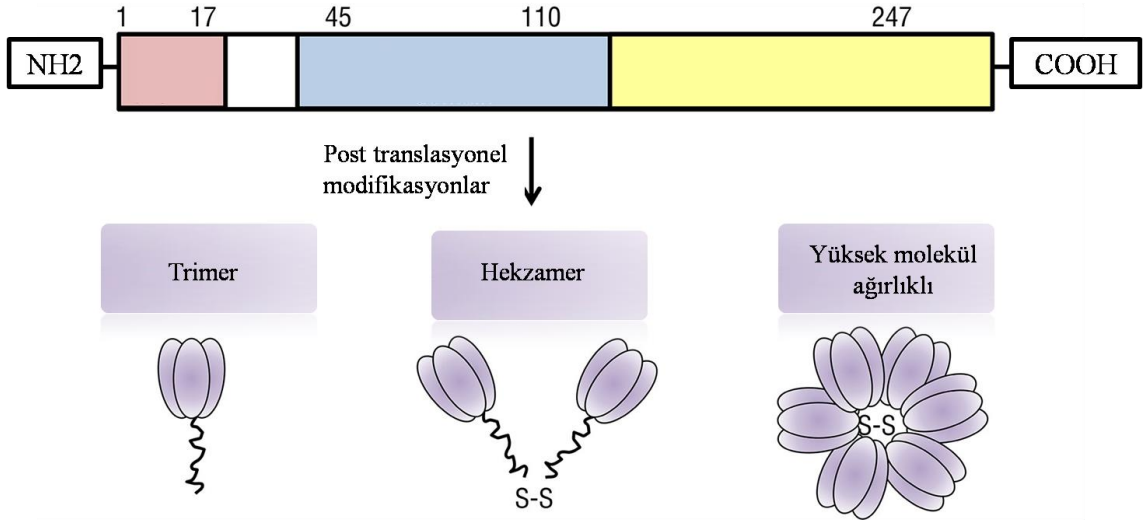 1 17 45 110 247
NH2 COOH
Post translasyonel
modifikasyonlar
Trimer
Hekzamer
Yüksek molekül
ağırlıklı
S-S
S-S